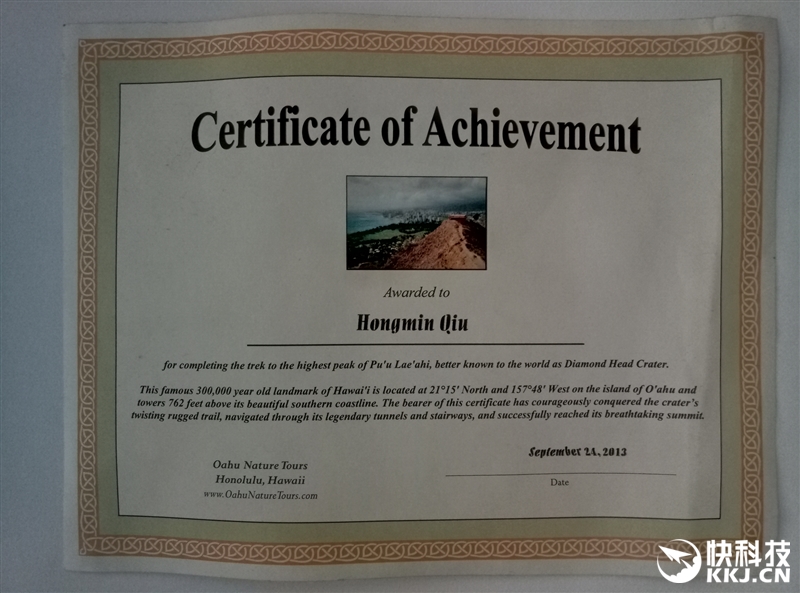 Certificate of Achievement
Awarded to
Hongmin Qiu
for completing the trek to the highest peak of Pu'u Lae'ahi, better known to the world as Diamond Head Crater.
This famous 300,000 year old landmark of Hawai'i is located at 21°15' North and 157°48' West on the island of O'ahu and
towers 762 feet above its beautiful southern coastline. The bearer of this certificate has courageously conquered the crater's
twisting rugged trail, navigated through its legendary tunnels and stairways, and successfully reached its breathtaking summit.
Oahu Nature Tours
Honolulu, Hawaii
www.OahuNatureTours.com
September 24, 2013
Date
快科技
KKJ.CN